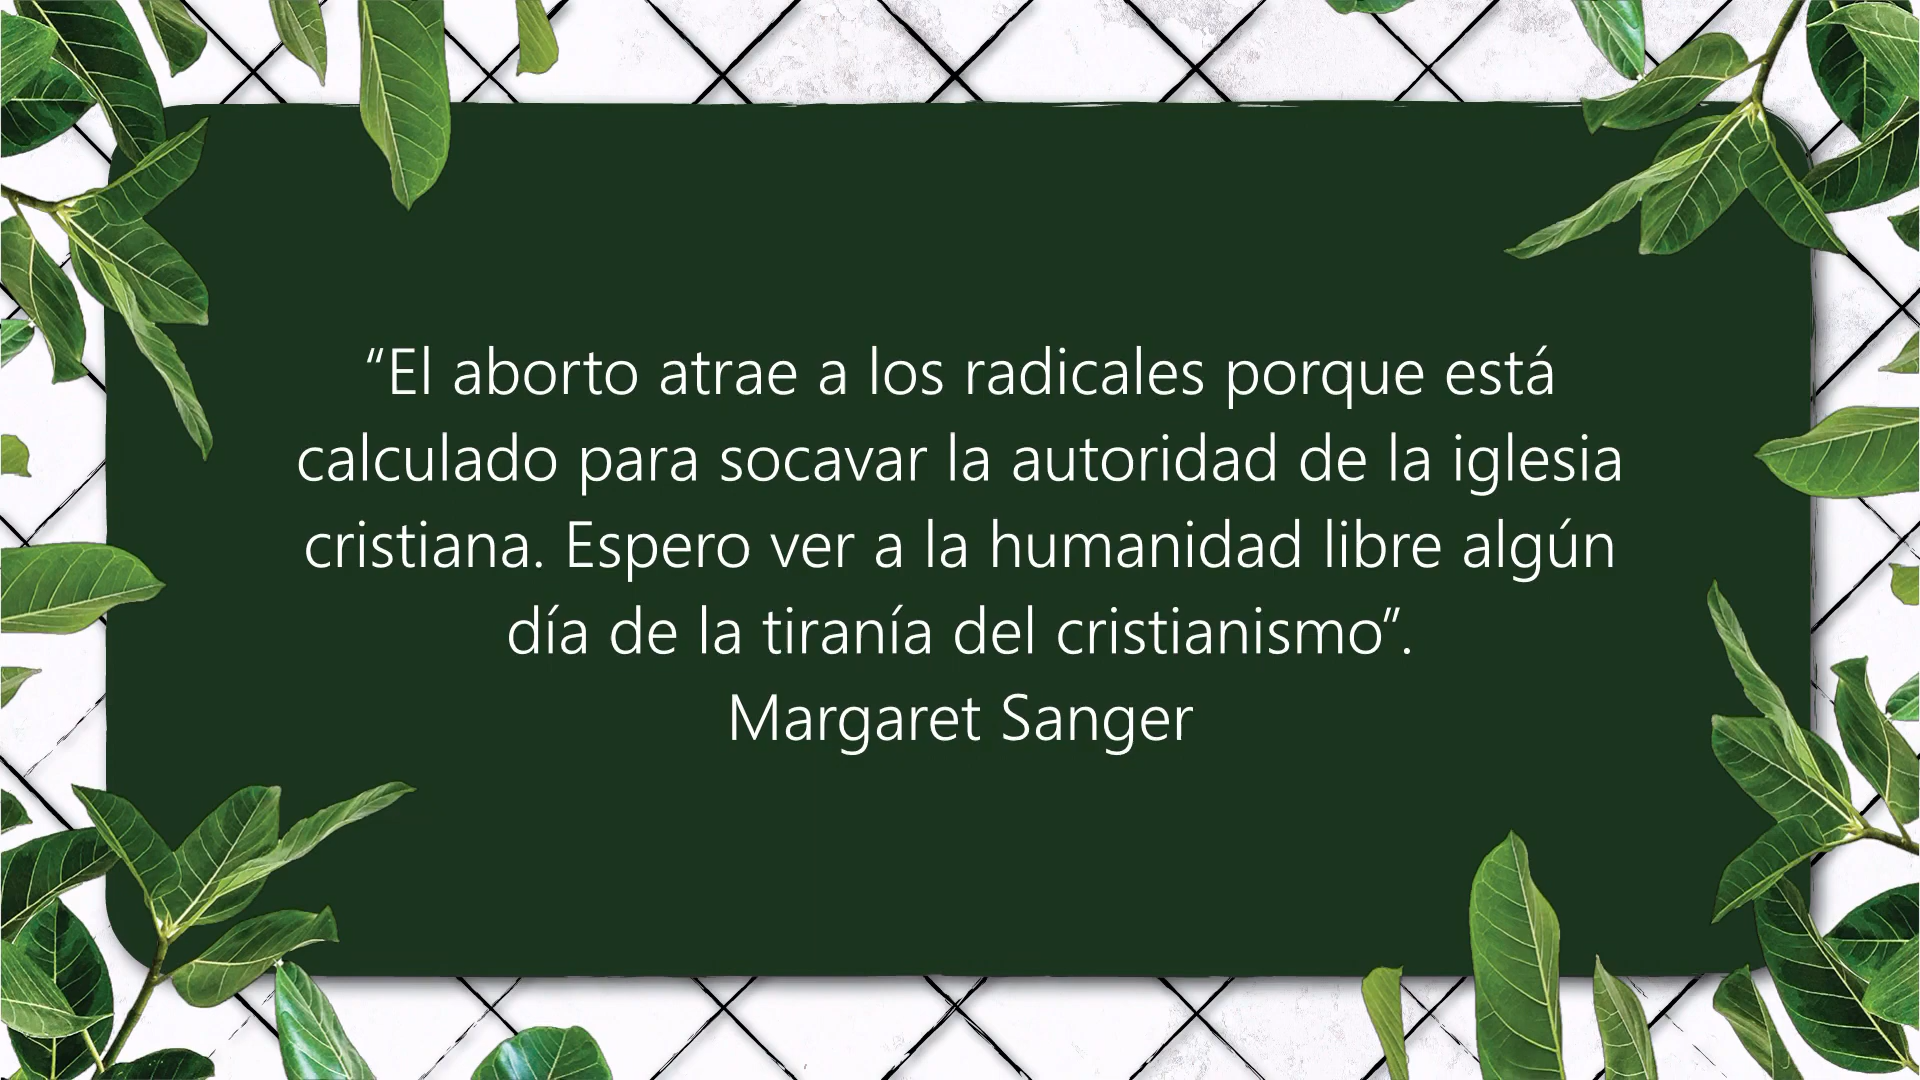 “El aborto atrae a los radicales porque está
calculado para socavar la autoridad de la iglesia
cristiana. Espero ver a la humanidad libre algún
día de la tiranía del cristianismo”.
Margaret Sanger